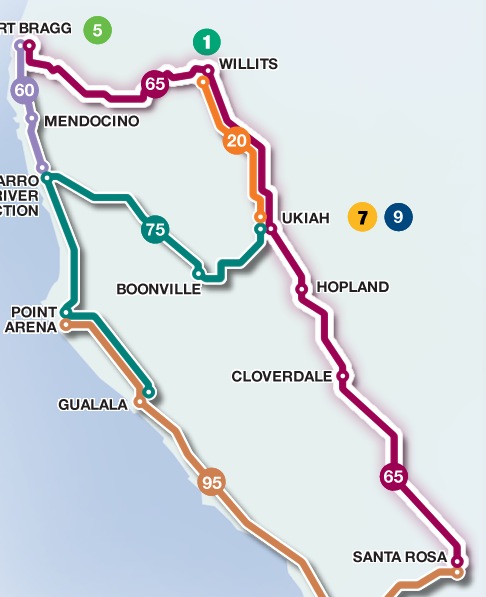 RT BRAGG
5
1
WILLITS
65
60
MENDOCINO
20
ARRO
RIVER
CTION
UKIAH
7
9
75
BOONVILLE
HOPLAND
POINT
ARENA
CLOVERDALE
GUALALA
95
65
SANTA ROSA